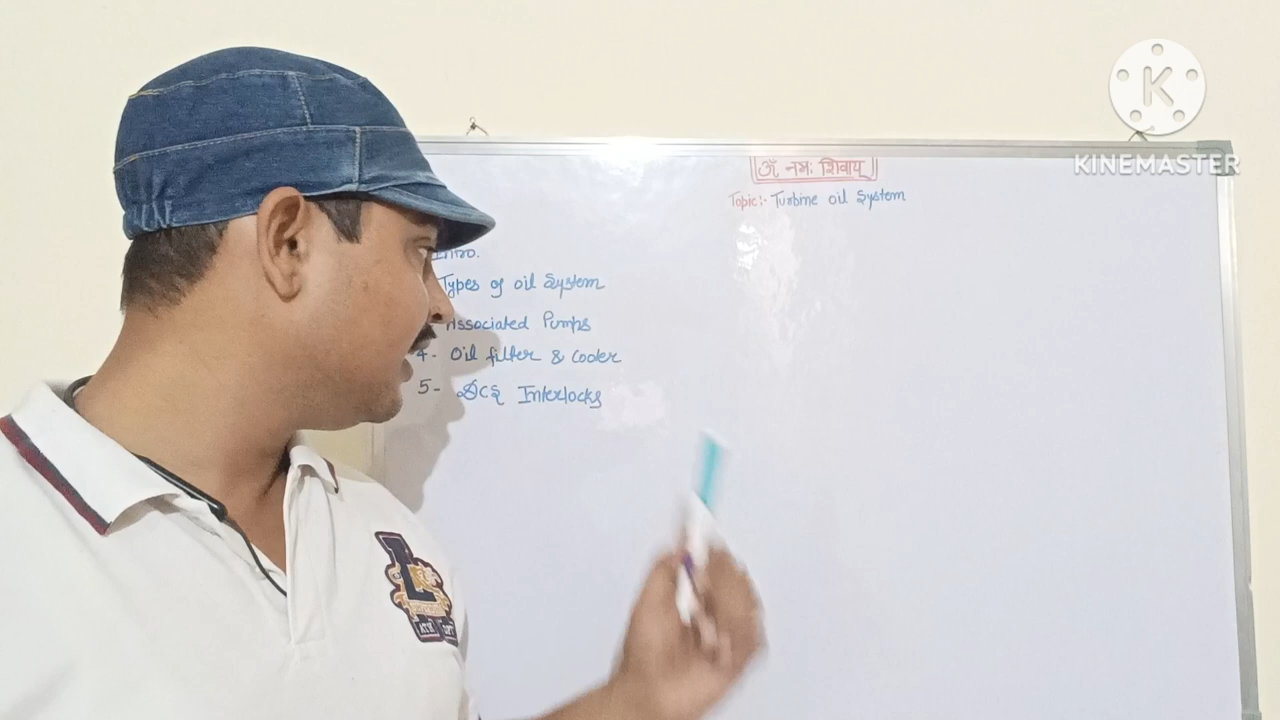 KINEMASTER
ॐ नमः शिवाय
Topic:- Turbine oil System
Intro.
Types of oil System
Associated Pumps
4- Oil filter & Cooler
5- DCS Interlocks
L